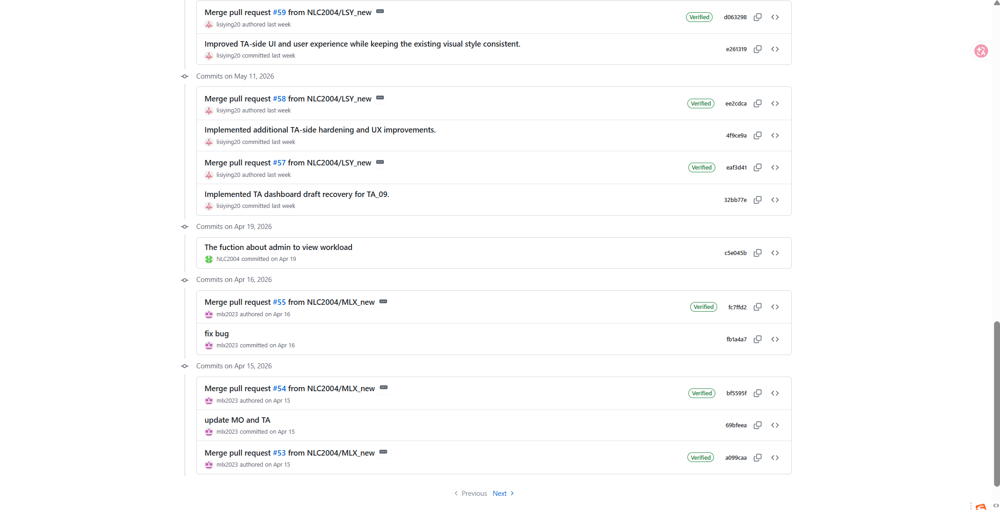 Merge pull request #59 from NLC2004/LSY_new
Verified
d063298
lisiying20 authored last week
Improved TA-side UI and user experience while keeping the existing visual style consistent.
e261319
lisiying20 committed last week
Commits on May 11, 2026
Merge pull request #58 from NLC2004/LSY_new
Verified
ee2cdca
lisiying20 authored last week
Implemented additional TA-side hardening and UX improvements.
4f9ce9a
lisiying20 committed last week
Merge pull request #57 from NLC2004/LSY_new
Verified
eaf3d41
lisiying20 authored last week
Implemented TA dashboard draft recovery for TA_09.
32bb77e
lisiying20 committed last week
Commits on Apr 19, 2026
The fuction about admin to view workload
c5e045b
NLC2004 committed on Apr 19
Commits on Apr 16, 2026
Merge pull request #55 from NLC2004/MLX_new
Verified
fc7ffd2
mlx2023 authored on Apr 16
fix bug
fb1a4a7
mlx2023 committed on Apr 16
Commits on Apr 15, 2026
Merge pull request #54 from NLC2004/MLX_new
Verified
bf5595f
mlx2023 authored on Apr 15
update MO and TA
69bfeea
mlx2023 committed on Apr 15
Merge pull request #53 from NLC2004/MLX_new
Verified
a099caa
mlx2023 authored on Apr 15
Previous Next